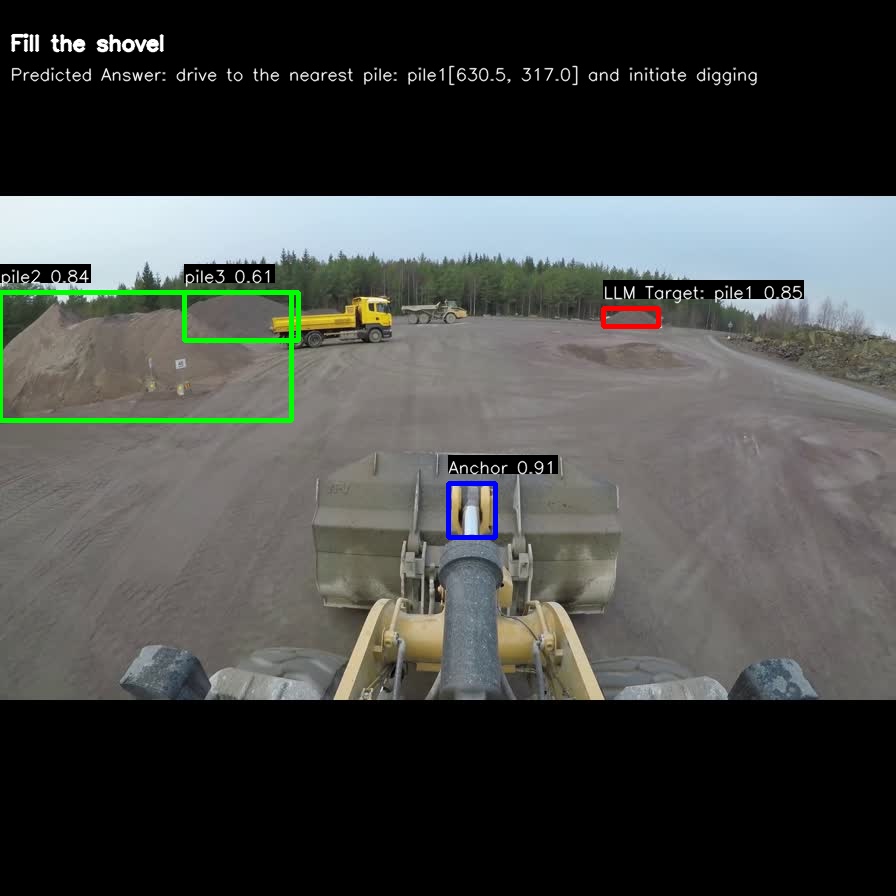 Fill the shovel
Predicted Answer: drive to the nearest pile: pile1[630.5, 317.0] and initiate digging
pile2 0.84
pile3 0.61
LLM Target: pile1 0.85
Anchor 0.91